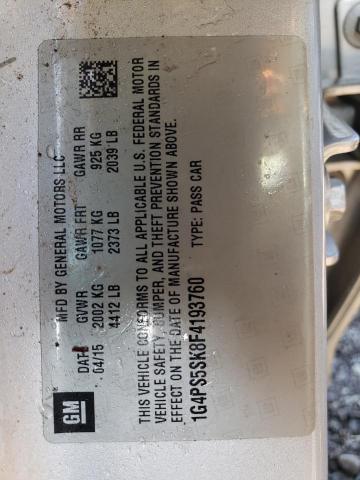 GM
MFD BY GENERAL MOTORS LLC
DATE GVWR GAWR FRT GAWR RR
04/15 2002 KG 1077 KG 925 KG
4412 LB 2373 LB 2039 LB
THIS VEHICLE CONFORMS TO ALL APPLICABLE U.S. FEDERAL MOTOR
VEHICLE SAFETY, BUMPER, AND THEFT PREVENTION STANDARDS IN
EFFECT ON THE DATE OF MANUFACTURE SHOWN ABOVE.
1G4PS5SK8F4193760 TYPE: PASS CAR